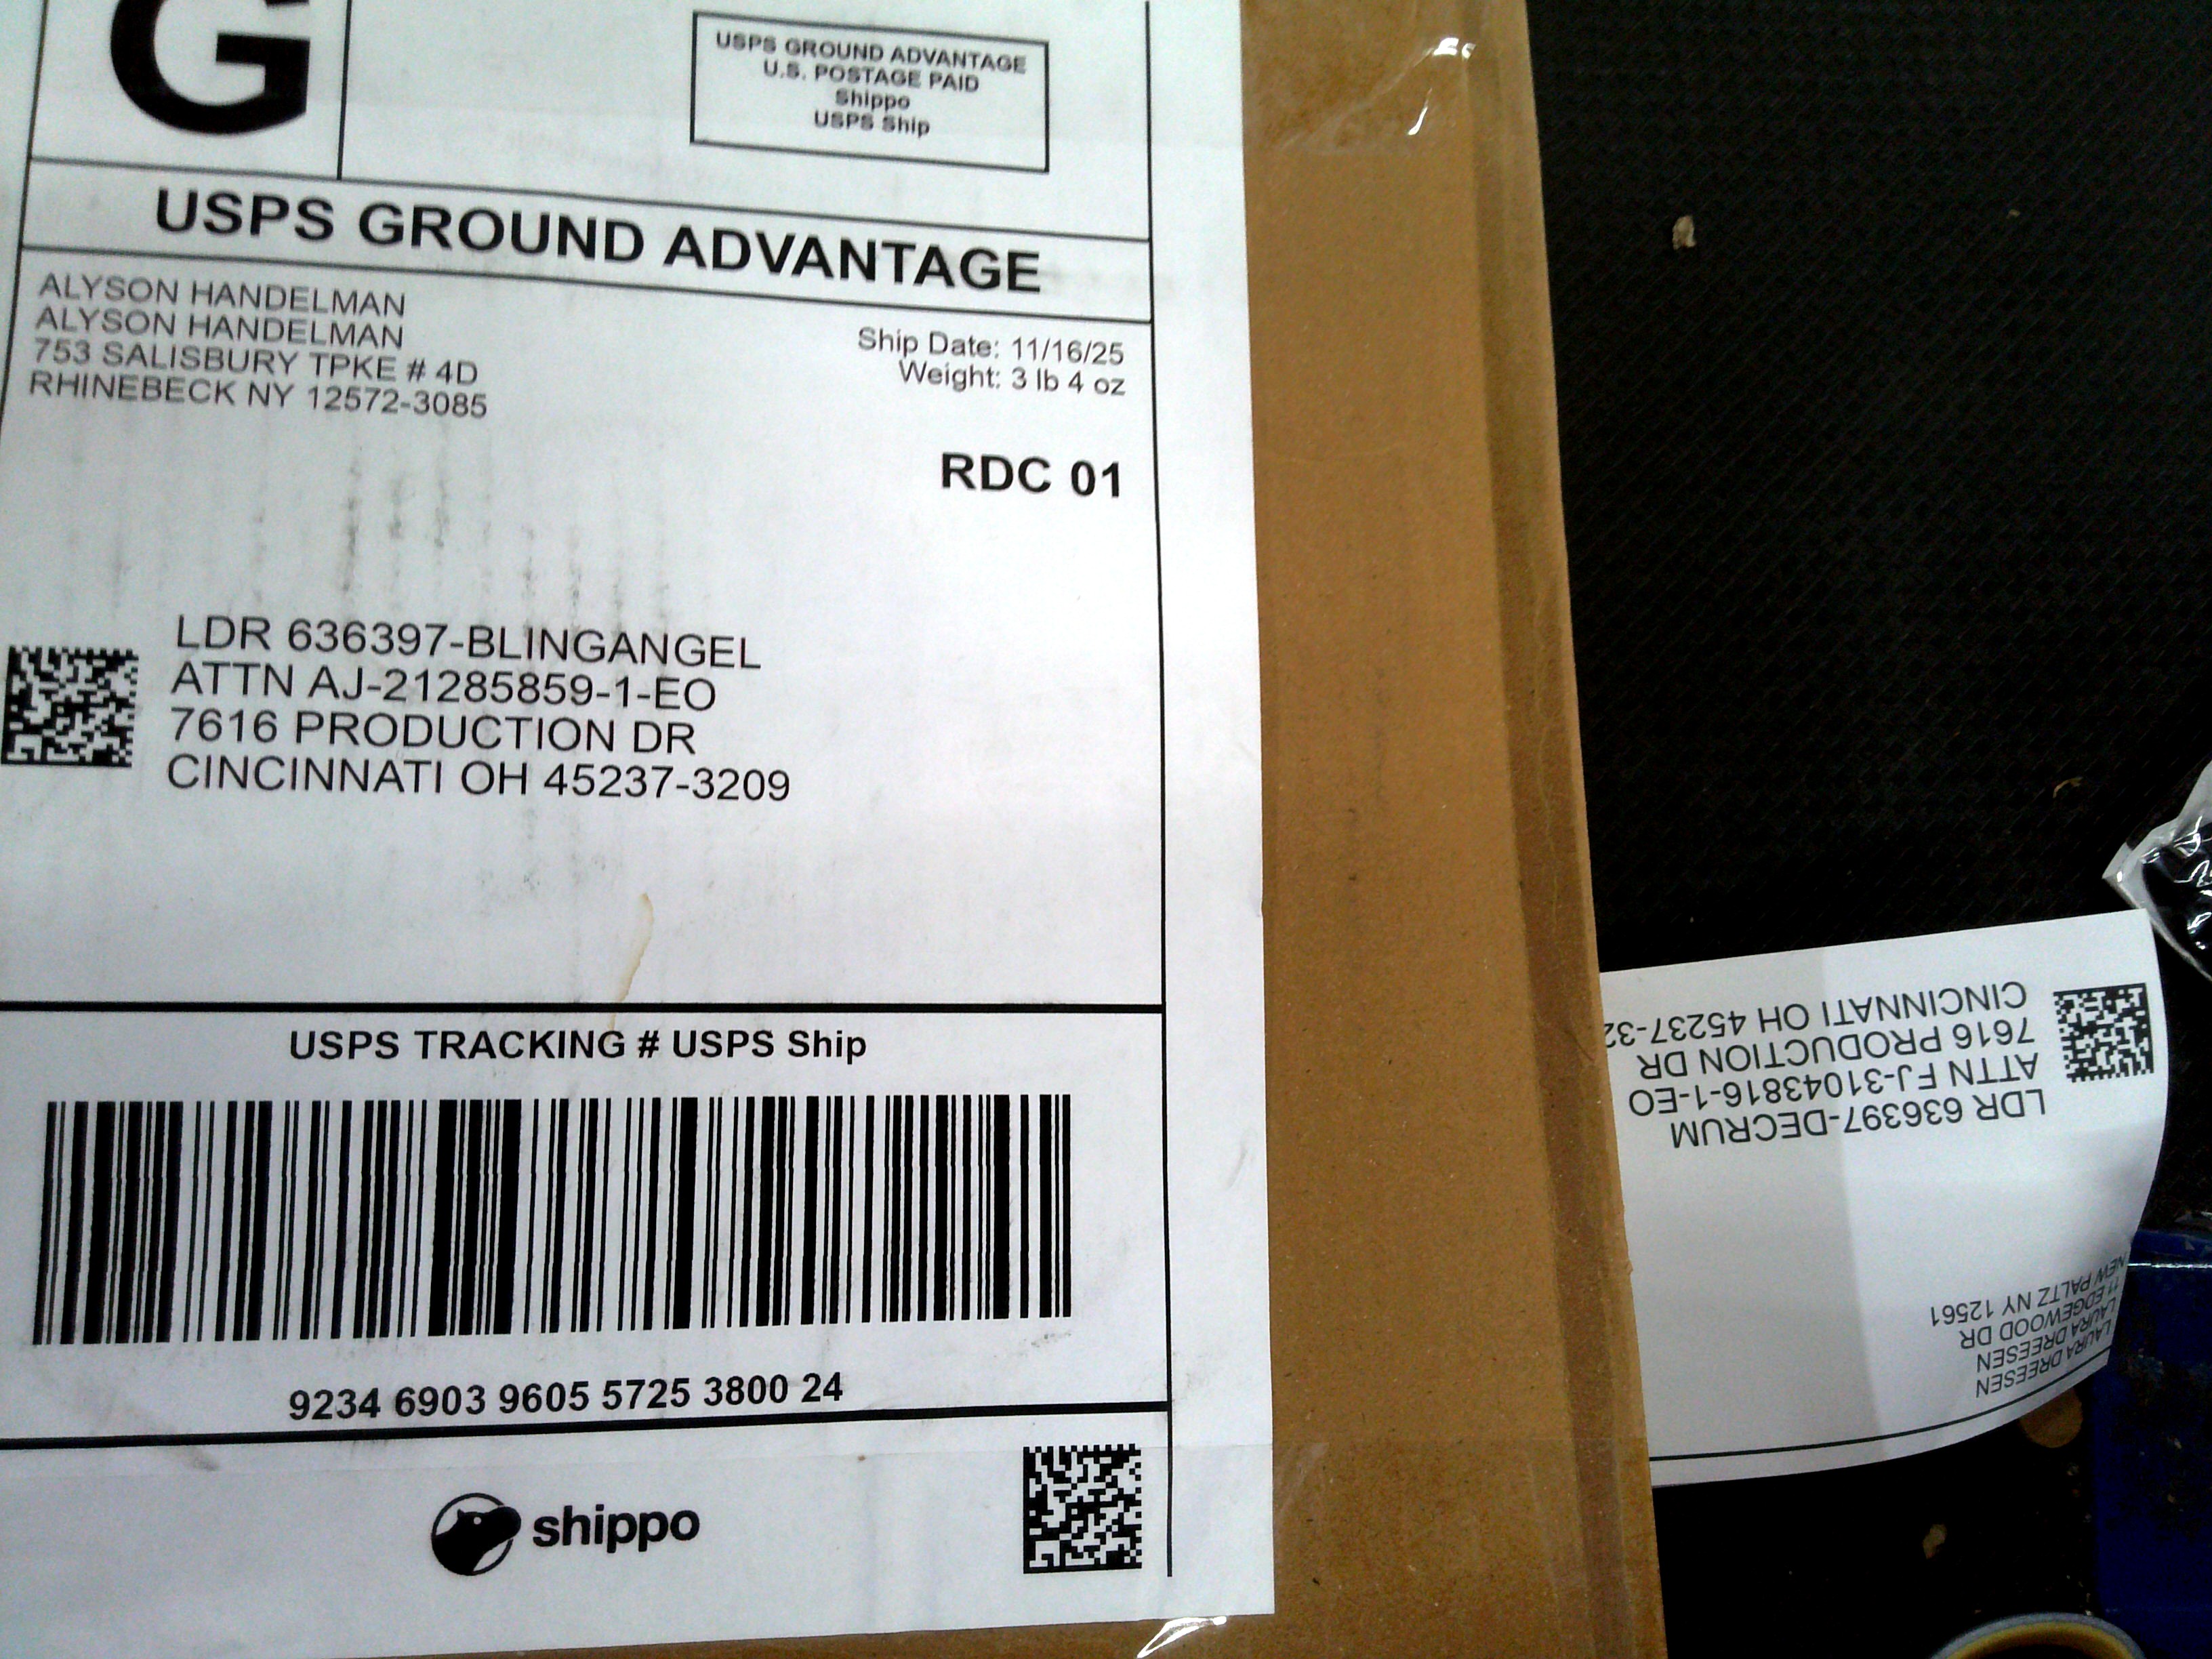 G
USPS GROUND ADVANTAGE
U.S. POSTAGE PAID
Shippo
USPS Ship
USPS GROUND ADVANTAGE
ALYSON HANDELMAN
ALYSON HANDELMAN
753 SALISBURY TPKE # 4D
RHINEBECK NY 12572-3085
Ship Date: 11/16/25
Weight: 3 lb 4 oz
RDC 01
LDR 636397-BLINGANGEL
ATTN AJ-21285859-1-EO
7616 PRODUCTION DR
CINCINNATI OH 45237-3209
USPS TRACKING # USPS Ship
9234 6903 9605 5725 3800 24
shippo
LAURA DREESEN
LAURA DREESEN
EDGEWOOD DR
NEW PALTZ NY 12561
LDR 636397-DECRUM
ATTN FJ-31043816-1-EO
7616 PRODUCTION DR
CINCINNATI OH 45237-32